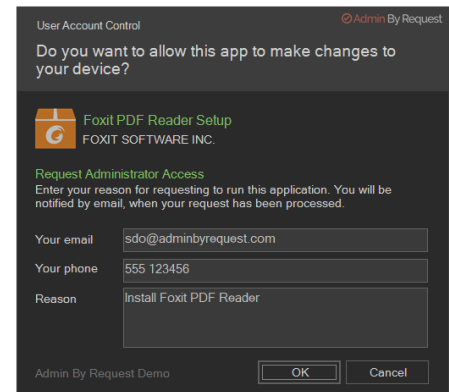 User Account Control
Admin By Request
Do you want to allow this app to make changes to
your device?
Foxit PDF Reader Setup
FOXIT SOFTWARE INC.
Request Administrator Access
Enter your reason for requesting to run this application. You will be
notified by email, when your request has been processed.
Your email sdo@adminbyrequest.com
Your phone 555 123456
Reason Install Foxit PDF Reader
Admin By Request Demo OK Cancel